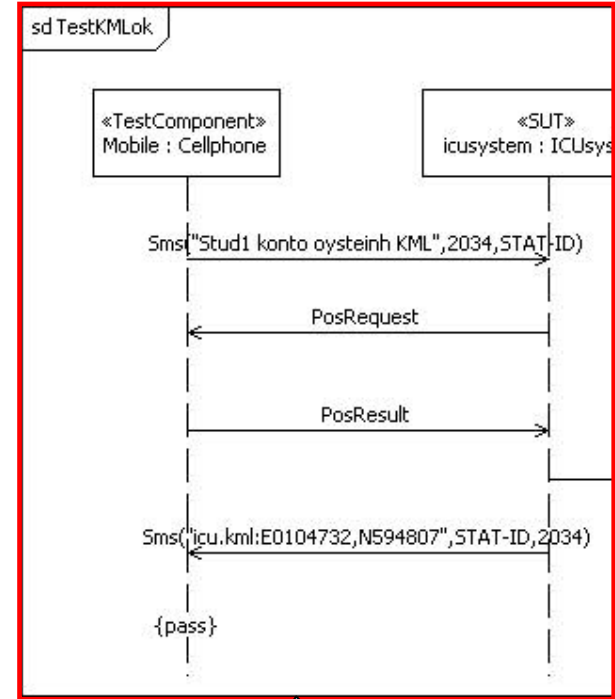 sd TestKMLok
«TestComponent»
Mobile : Cellphone
«SUT»
icusystem : ICUsys
Sms("Stud1 konto oysteinh KML",2034,STAT-ID)
PosRequest
PosResult
Sms("icu.kml:E0104732,N594807",STAT-ID,2034)
{pass}